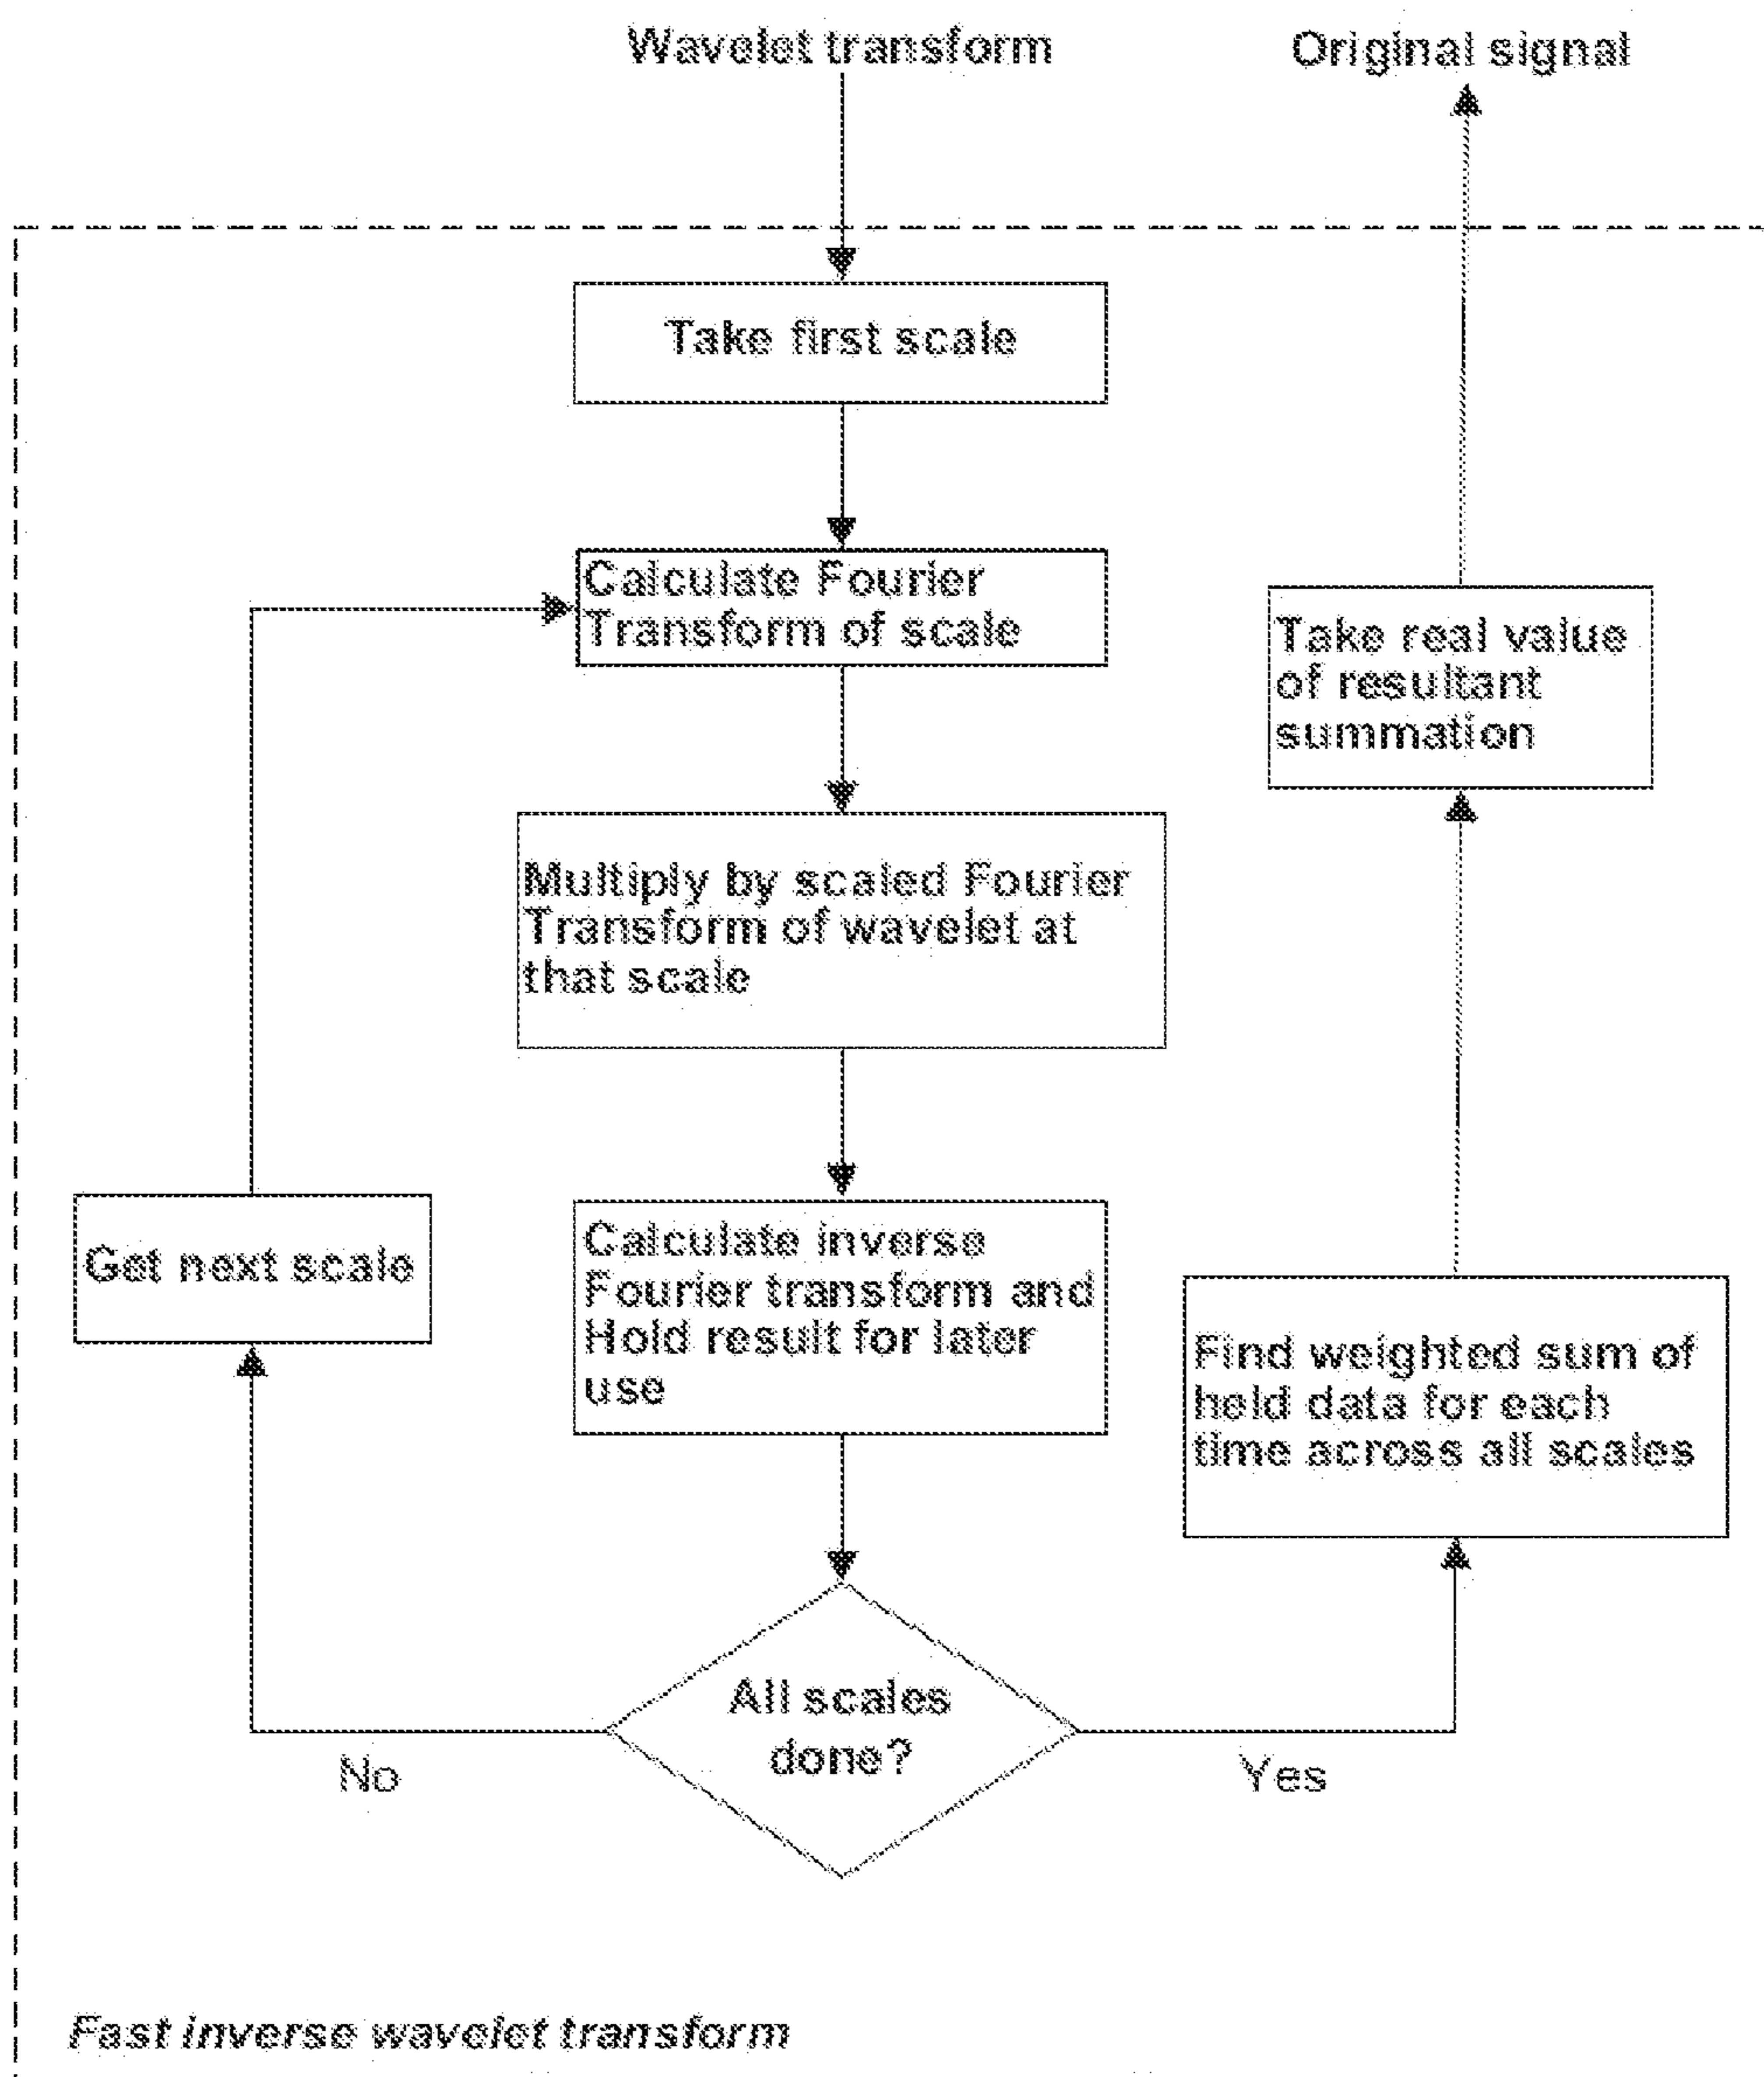 Wavelet transform
Original signal
Take first scale
Calculate Fourier
Transform of scale
Take real value
of resultant
summation
Multiply by scaled Fourier
Transform of wavelet at
that scale
Get next scale
Calculate inverse
Fourier transform and
Hold result for later
use
Find weighted sum of
held data for each
time across all scales
All scales
done?
No
Yes
Fast inverse wavelet transform